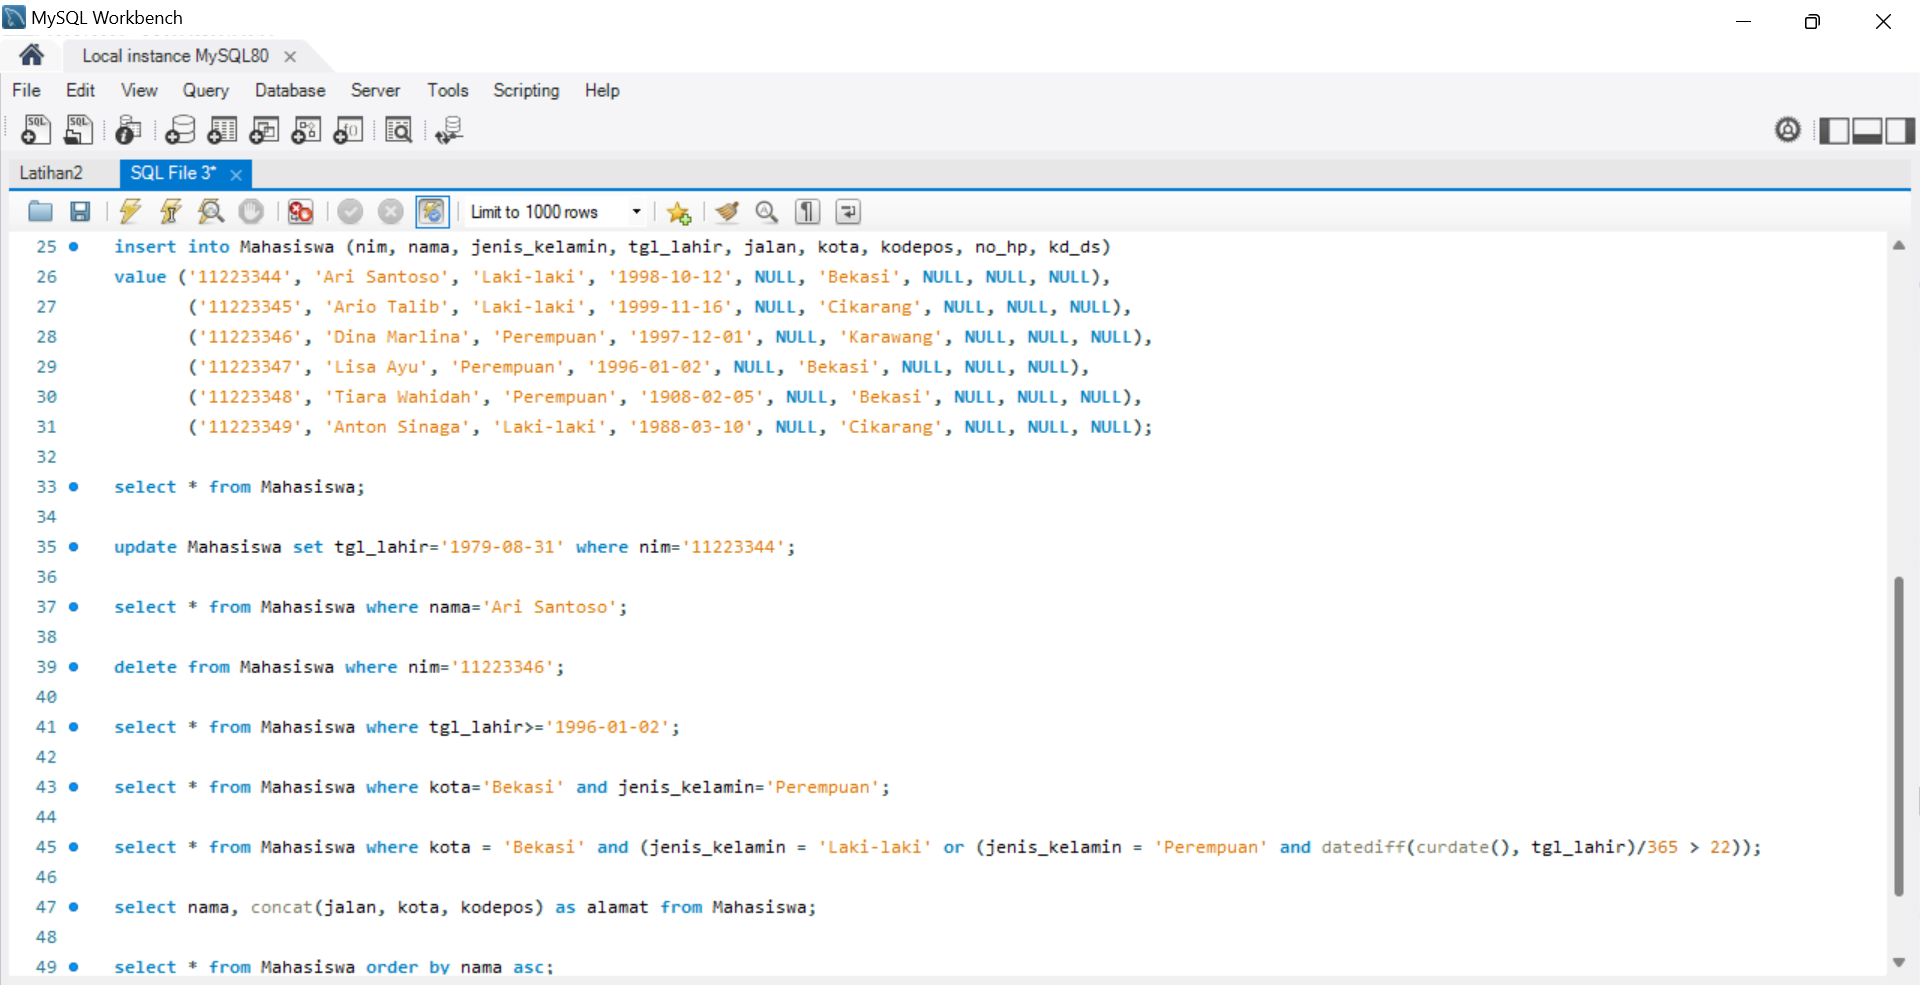 MySQL Workbench
Local instance MySQL80
File Edit View Query Database Server Tools Scripting Help
Latihan2 SQL File 3*
Limit to 1000 rows
25 insert into Mahasiswa (nim, nama, jenis_kelamin, tgl_lahir, jalan, kota, kodepos, no_hp, kd_ds)
26 value ('11223344', 'Ari Santoso', 'Laki-laki', '1998-10-12', NULL, 'Bekasi', NULL, NULL, NULL),
27 ('11223345', 'Ario Talib', 'Laki-laki', '1999-11-16', NULL, 'Cikarang', NULL, NULL, NULL),
28 ('11223346', 'Dina Marlina', 'Perempuan', '1997-12-01', NULL, 'Karawang', NULL, NULL, NULL),
29 ('11223347', 'Lisa Ayu', 'Perempuan', '1996-01-02', NULL, 'Bekasi', NULL, NULL, NULL),
30 ('11223348', 'Tiara Wahidah', 'Perempuan', '1908-02-05', NULL, 'Bekasi', NULL, NULL, NULL),
31 ('11223349', 'Anton Sinaga', 'Laki-laki', '1988-03-10', NULL, 'Cikarang', NULL, NULL, NULL);
32
33 select * from Mahasiswa;
34
35 update Mahasiswa set tgl_lahir='1979-08-31' where nim='11223344';
36
37 select * from Mahasiswa where nama='Ari Santoso';
38
39 delete from Mahasiswa where nim='11223346';
40
41 select * from Mahasiswa where tgl_lahir>='1996-01-02';
42
43 select * from Mahasiswa where kota='Bekasi' and jenis_kelamin='Perempuan';
44
45 select * from Mahasiswa where kota = 'Bekasi' and (jenis_kelamin = 'Laki-laki' or (jenis_kelamin = 'Perempuan' and datediff(curdate(), tgl_lahir)/365 > 22));
46
47 select nama, concat(jalan, kota, kodepos) as alamat from Mahasiswa;
48
49 select * from Mahasiswa order by nama asc;